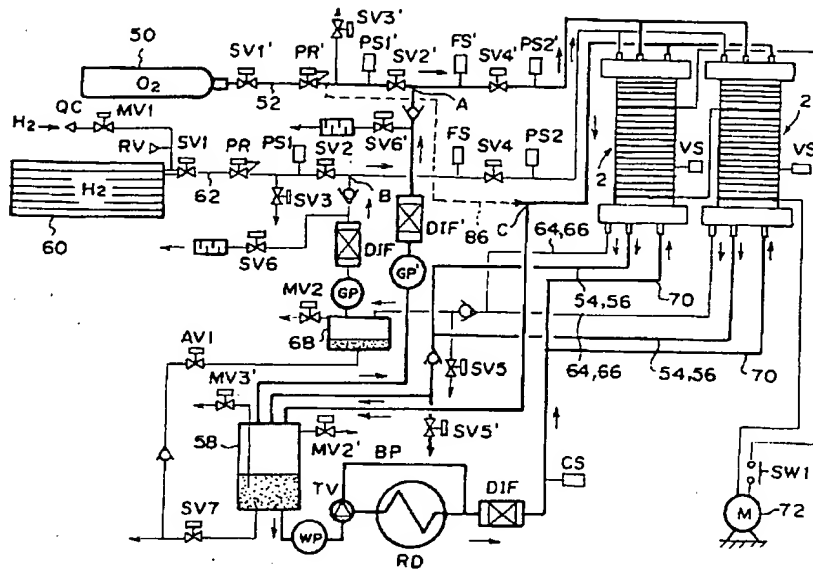 50
SV1'
PR'
SV3'
PS1'
SV2'
FS'
SV4'
PS2'
O2
52
A
QC
MV1
H2
RV
SV1
PR
PS1
SV2
SV6'
FS
SV4
PS2
2
2
VS
VS
H2
62
SV3
B
DIF'
86
C
60
SV6
DIF
GP'
64,66
GP
MV2
68
54,56
70
AV1
SV5
64,66
54,56
70
MV3'
58
MV2'
SV5'
BP
CS
SW1
TV
DIF
SV7
WP
RD
M
72